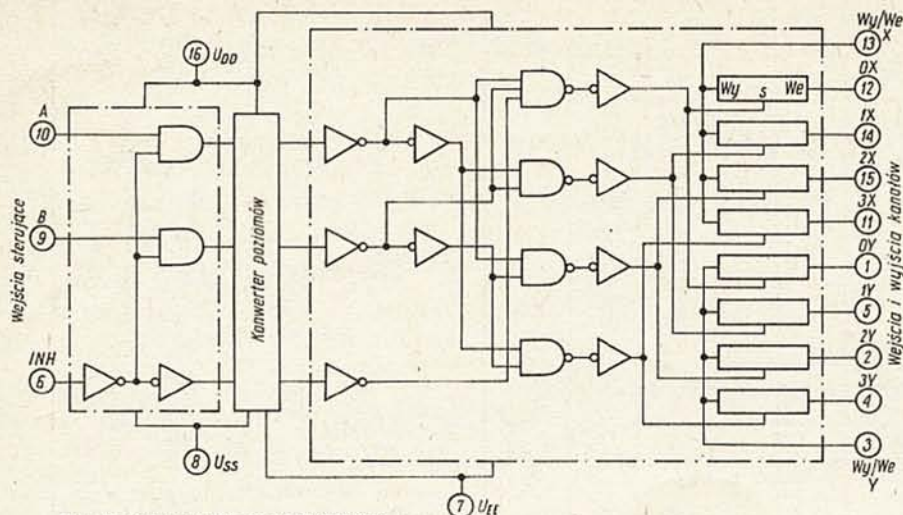 Wejścia sterujące
A
10
B
9
INH
6
16 U_DD
8 U_SS
Konwerter poziomów
7 U_EE
Wy s We
Wy/We
X
13
0X
12
1X
14
2X
15
3X
11
0Y
1
1Y
5
2Y
2
3Y
4
3
Wy/We
Y
Wejścia i wyjścia kanałów